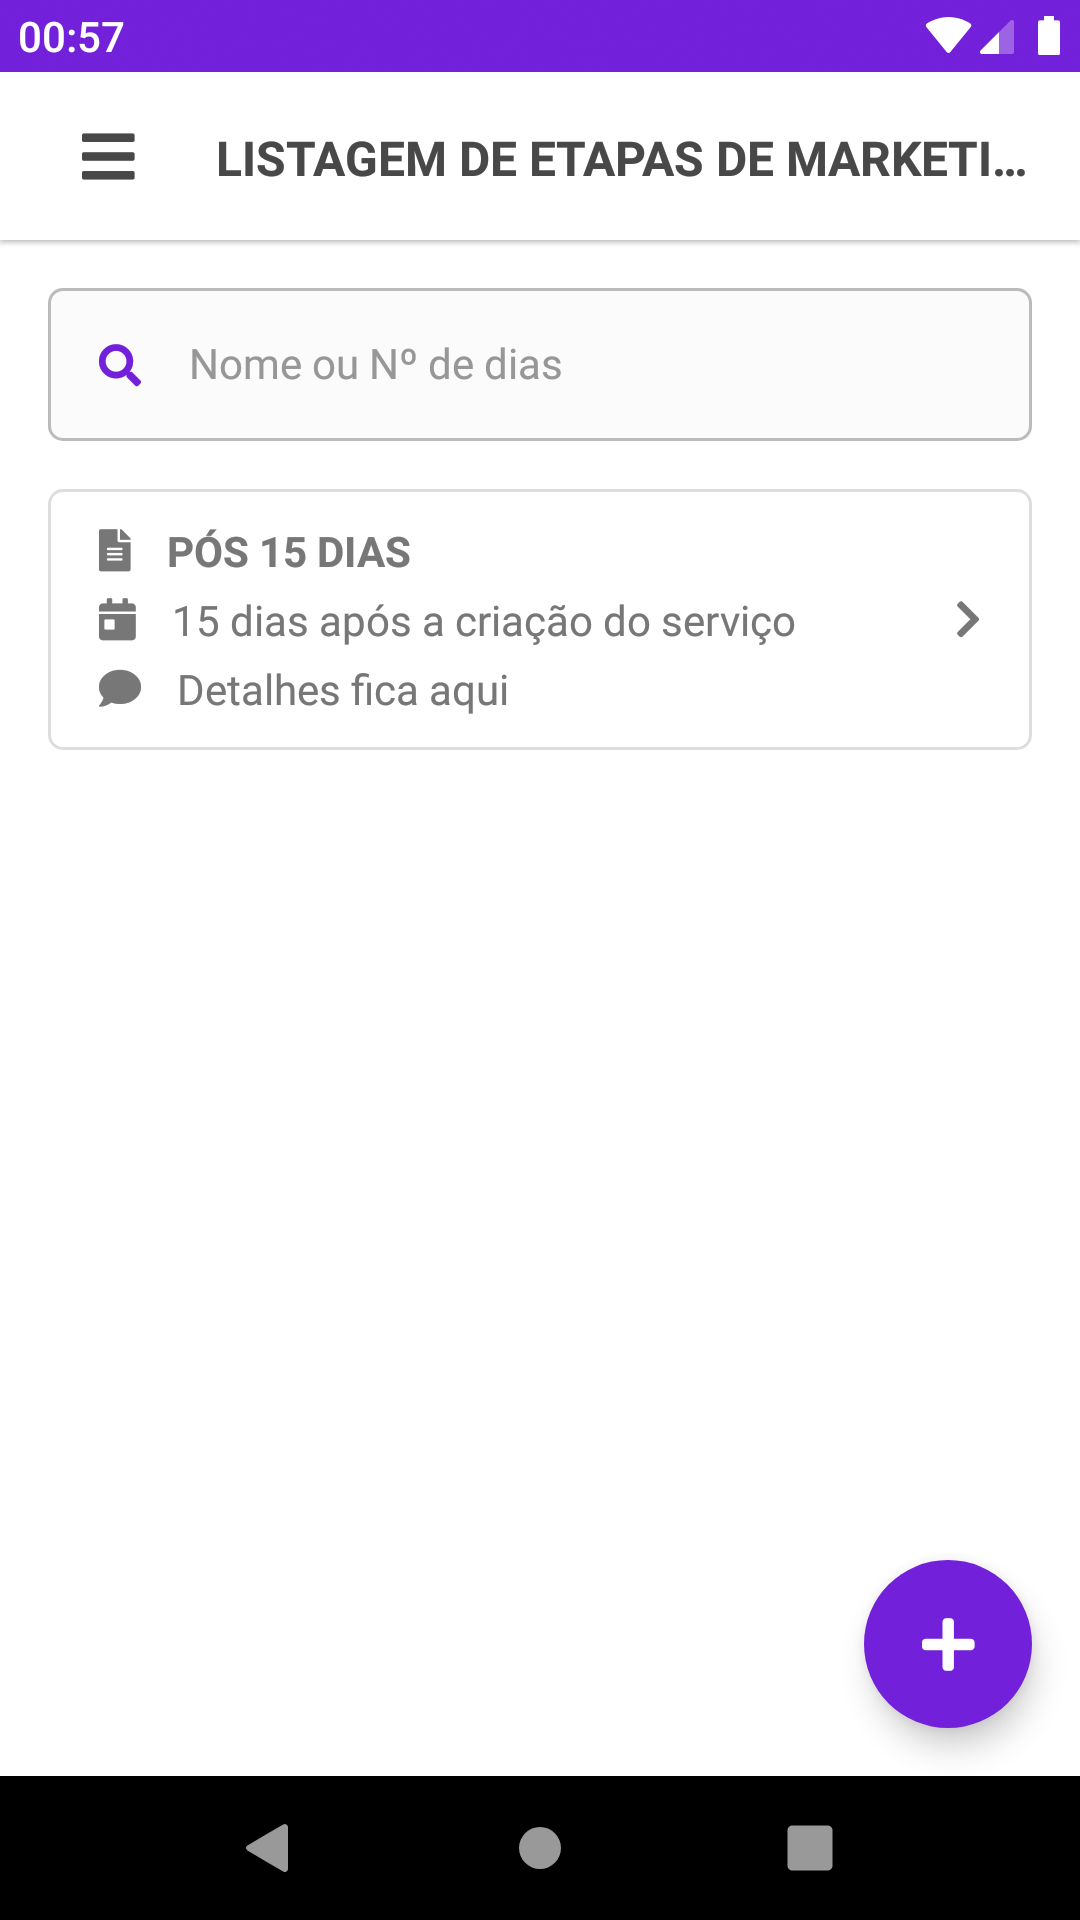 00:57
LISTAGEM DE ETAPAS DE MARKETI...
Nome ou Nº de dias
PÓS 15 DIAS
15 dias após a criação do serviço
Detalhes fica aqui